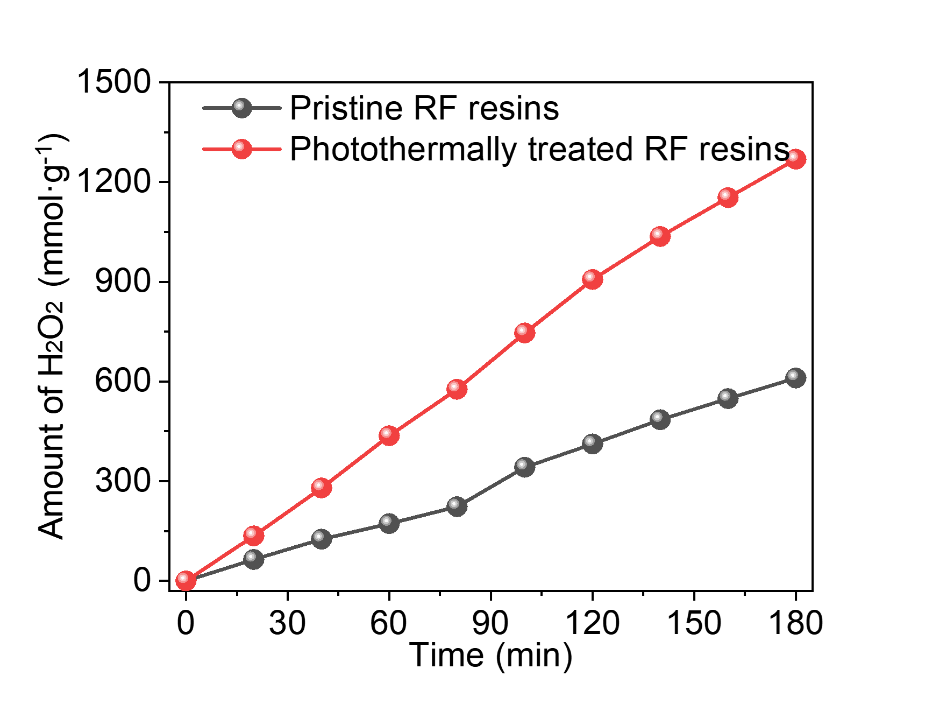 1500
1200
900
600
300
0
Amount of H2O2 (mmol·g-1)
Pristine RF resins
Photothermally treated RF resins
0 30 60 90 120 150 180
Time (min)